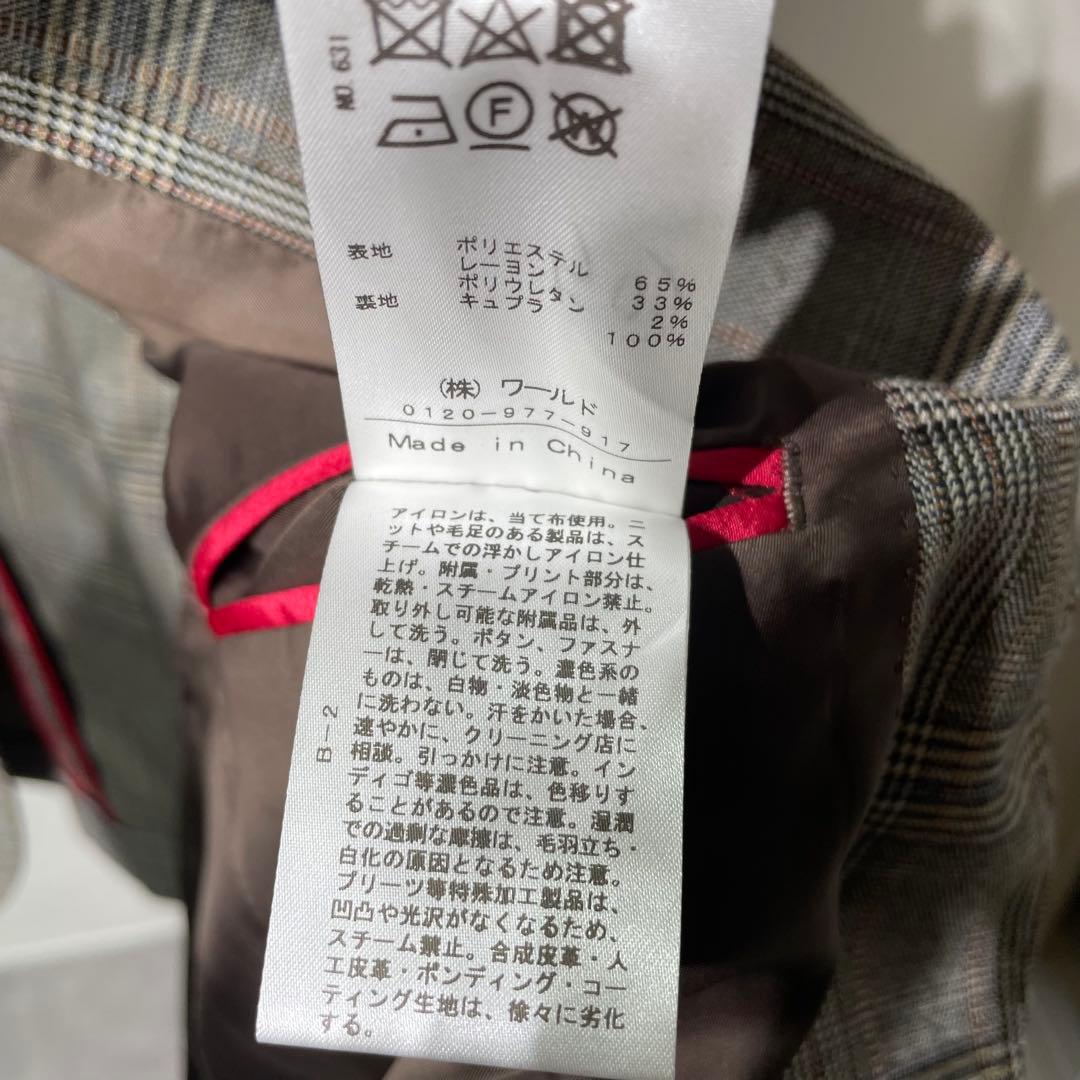 NO 631
F
W
表地 ポリエステル 65%
レーヨン 33%
ポリウレタン 2%
裏地 キュプラ 100%
(株) ワールド
0120-977-917
Made in China
アイロンは、当て布使用。ニ
ットや毛足のある製品は、ス
チームでの浮かしアイロン仕
上げ。附属・プリント部分は、
乾熱・スチームアイロン禁止。
取り外し可能な附属品は、外
して洗う。ボタン、ファスナ
ーは、閉じて洗う。濃色系の
ものは、白物・淡色物と一緒
に洗わない。汗をかいた場合、
速やかに、クリーニング店に
相談。引っかけに注意。イン
ディゴ等濃色品は、色移りす
ることがあるので注意。湿潤
での過剰な摩擦は、毛羽立ち・
白化の原因となるため注意。
プリーツ等特殊加工製品は、
凹凸や光沢がなくなるため、
スチーム禁止。合成皮革・人
工皮革・ボンディング・コー
ティング生地は、徐々に劣化
する。
B-2